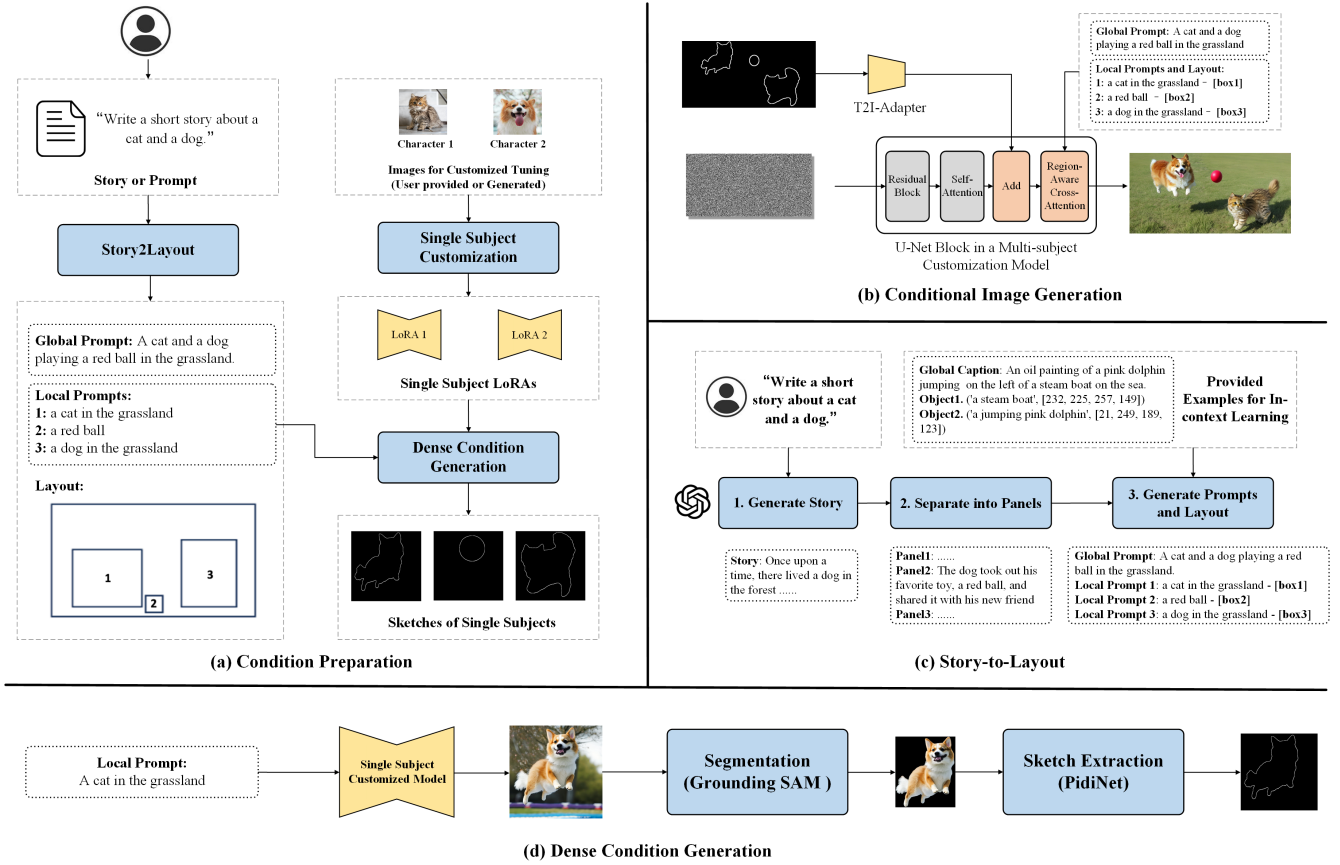 “Write a short story about a
cat and a dog.”
Story or Prompt
Story2Layout
Global Prompt: A cat and a dog
playing a red ball in the grassland.
Local Prompts:
1: a cat in the grassland
2: a red ball
3: a dog in the grassland
Layout:
1
2
3
Character 1
Character 2
Images for Customized Tuning
(User provided or Generated)
Single Subject
Customization
LoRA 1
LoRA 2
Single Subject LoRAs
Dense Condition
Generation
Sketches of Single Subjects
(a) Condition Preparation
T2I-Adapter
Global Prompt: A cat and a dog
playing a red ball in the grassland
Local Prompts and Layout:
1: a cat in the grassland - [box1]
2: a red ball - [box2]
3: a dog in the grassland - [box3]
Residual
Block
Self-
Attention
Add
Region-
Aware
Cross-
Attention
U-Net Block in a Multi-subject
Customization Model
(b) Conditional Image Generation
“Write a short
story about a cat
and a dog.”
Global Caption: An oil painting of a pink dolphin
jumping on the left of a steam boat on the sea.
Object1. ('a steam boat', [232, 225, 257, 149])
Object2. ('a jumping pink dolphin', [21, 249, 189,
123])
Provided
Examples for In-
context Learning
1. Generate Story
2. Separate into Panels
3. Generate Prompts
and Layout
Story: Once upon a
time, there lived a dog in
the forest ......
Panel1: ......
Panel2: The dog took out his
favorite toy, a red ball, and
shared it with his new friend
Panel3: ......
Global Prompt: A cat and a dog playing a red
ball in the grassland.
Local Prompt 1: a cat in the grassland - [box1]
Local Prompt 2: a red ball - [box2]
Local Prompt 3: a dog in the grassland - [box3]
(c) Story-to-Layout
Local Prompt:
A cat in the grassland
Single Subject
Customized Model
Segmentation
(Grounding SAM )
Sketch Extraction
(PidiNet)
(d) Dense Condition Generation